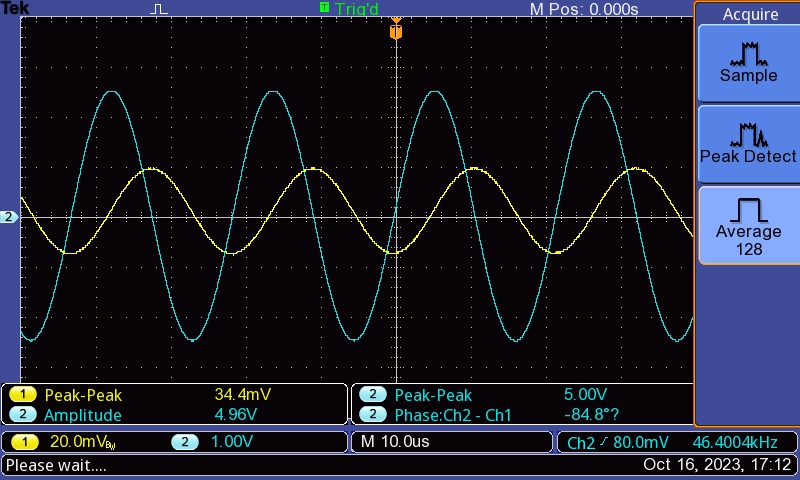 Tek
T Trig'd
M Pos: 0.000s
Acquire
T
Sample
Peak Detect
2
Average
128
1 Peak-Peak 34.4mV
2 Amplitude 4.96V
2 Peak-Peak 5.00V
2 Phase:Ch2 - Ch1 -84.8°?
1 20.0mVBW 2 1.00V
M 10.0us
Ch2 / 80.0mV 46.4004kHz
Please wait....
Oct 16, 2023, 17:12